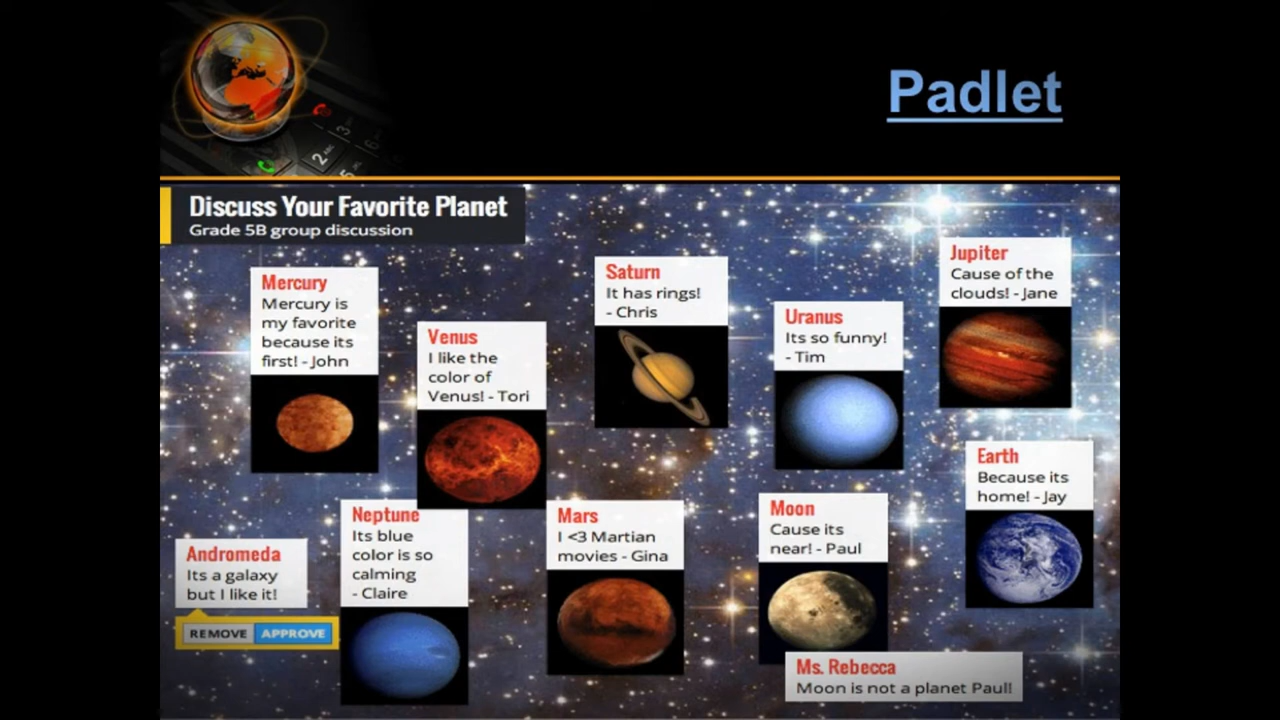 Padlet
Discuss Your Favorite Planet
Grade 5B group discussion
Mercury
Mercury is
my favorite
because its
first! - John
Venus
I like the
color of
Venus! - Tori
Saturn
It has rings!
- Chris
Uranus
Its so funny!
- Tim
Jupiter
Cause of the
clouds! - Jane
Earth
Because its
home! - Jay
Andromeda
Its a galaxy
but I like it!
REMOVE APPROVE
Neptune
Its blue
color is so
calming
- Claire
Mars
I <3 Martian
movies - Gina
Moon
Cause its
near! - Paul
Ms. Rebecca
Moon is not a planet Paul!